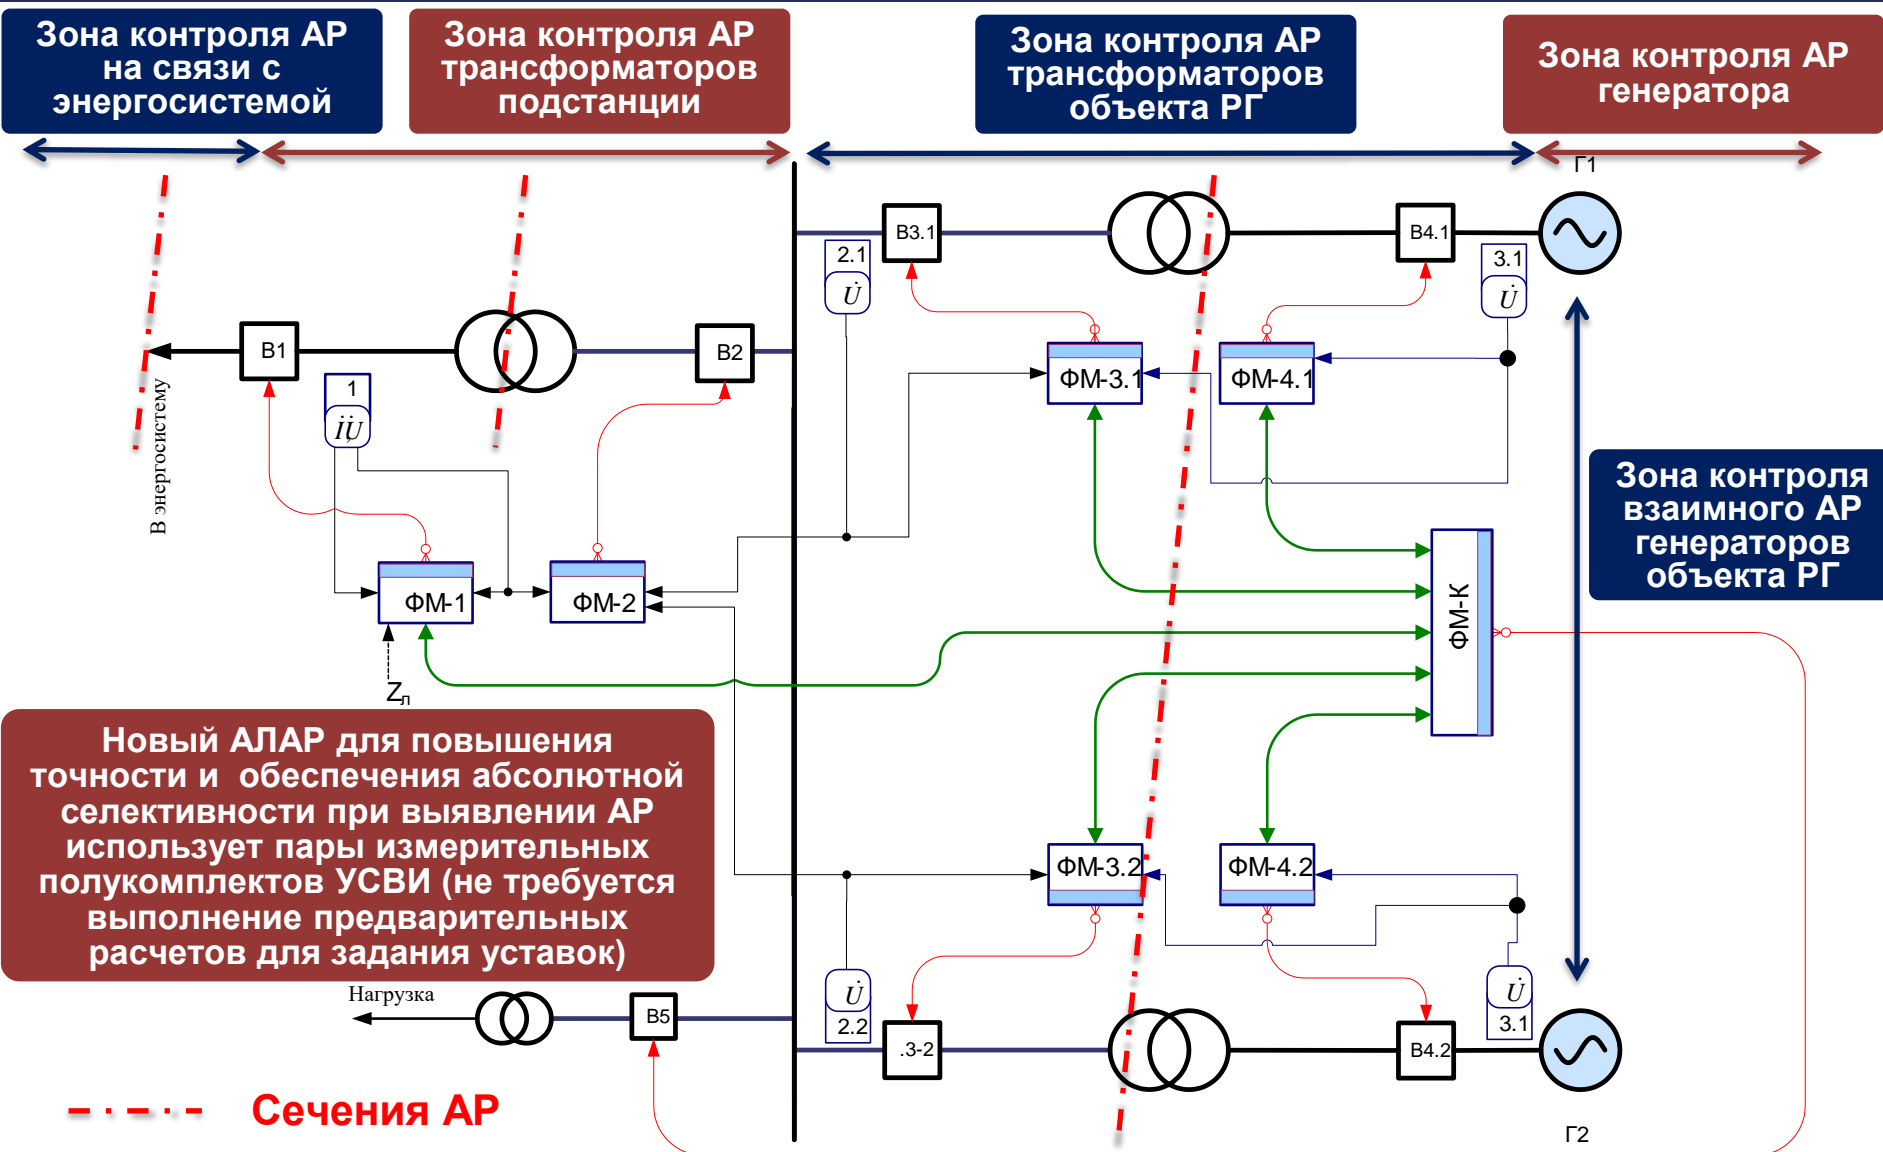 Зона контроля АР
на связи с
энергосистемой
Зона контроля АР
трансформаторов
подстанции
Зона контроля АР
трансформаторов
объекта РГ
Зона контроля АР
генератора
Г1
В3.1
В4.1
2.1
U̇
3.1
U̇
В1
В2
1
İU̇
ФМ-3.1
ФМ-4.1
В энергосистему
Зона контроля
взаимного АР
генераторов
объекта РГ
ФМ-1
ФМ-2
ФМ-К
Zл
Новый АЛАР для повышения
точности и обеспечения абсолютной
селективности при выявлении АР
использует пары измерительных
полукомплектов УСВИ (не требуется
выполнение предварительных
расчетов для задания уставок)
ФМ-3.2
ФМ-4.2
Нагрузка
В5
U̇
2.2
U̇
3.1
.3-2
В4.2
Сечения АР
Г2